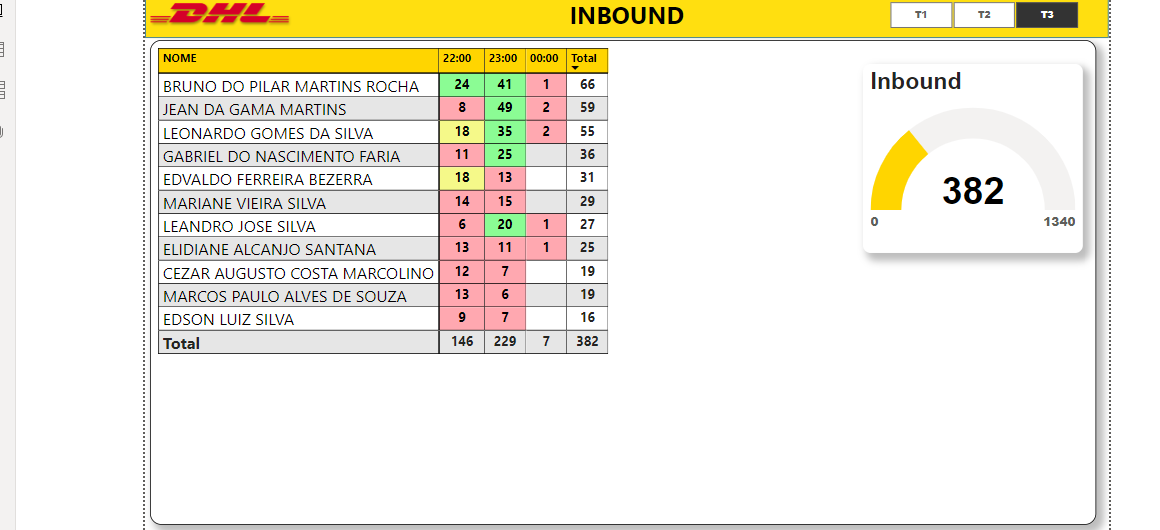 DHL INBOUND T1 T2 T3
NOME 22:00 23:00 00:00 Total
BRUNO DO PILAR MARTINS ROCHA 24 41 1 66
JEAN DA GAMA MARTINS 8 49 2 59
LEONARDO GOMES DA SILVA 18 35 2 55
GABRIEL DO NASCIMENTO FARIA 11 25 36
EDVALDO FERREIRA BEZERRA 18 13 31
MARIANE VIEIRA SILVA 14 15 29
LEANDRO JOSE SILVA 6 20 1 27
ELIDIANE ALCANJO SANTANA 13 11 1 25
CEZAR AUGUSTO COSTA MARCOLINO 12 7 19
MARCOS PAULO ALVES DE SOUZA 13 6 19
EDSON LUIZ SILVA 9 7 16
Total 146 229 7 382
Inbound
382
0 1340